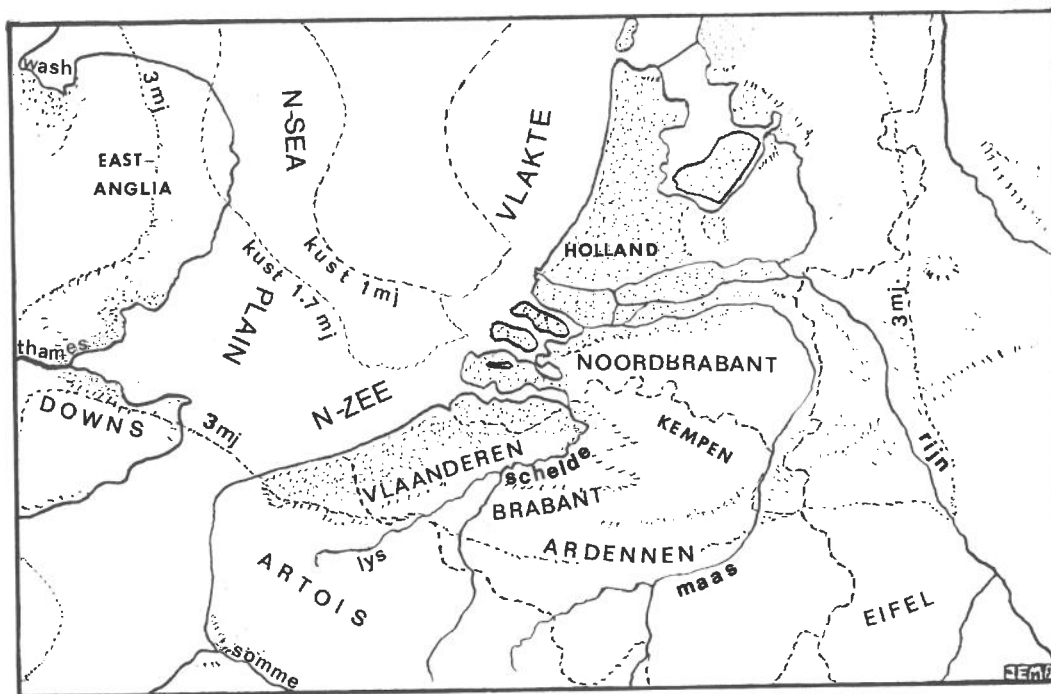 wash
3mj
EAST-
ANGLIA
N-SEA
VLAKTE
HOLLAND
kust 1mj
kust 1.7 mj
PLAIN
3mj.
thames
NOORDBRABANT
DOWNS
N-ZEE
3mj
KEMPEN
rijn
VLAANDEREN
schelde
BRABANT
ARDENNEN
lys
ARTOIS
maas
EIFEL
somme